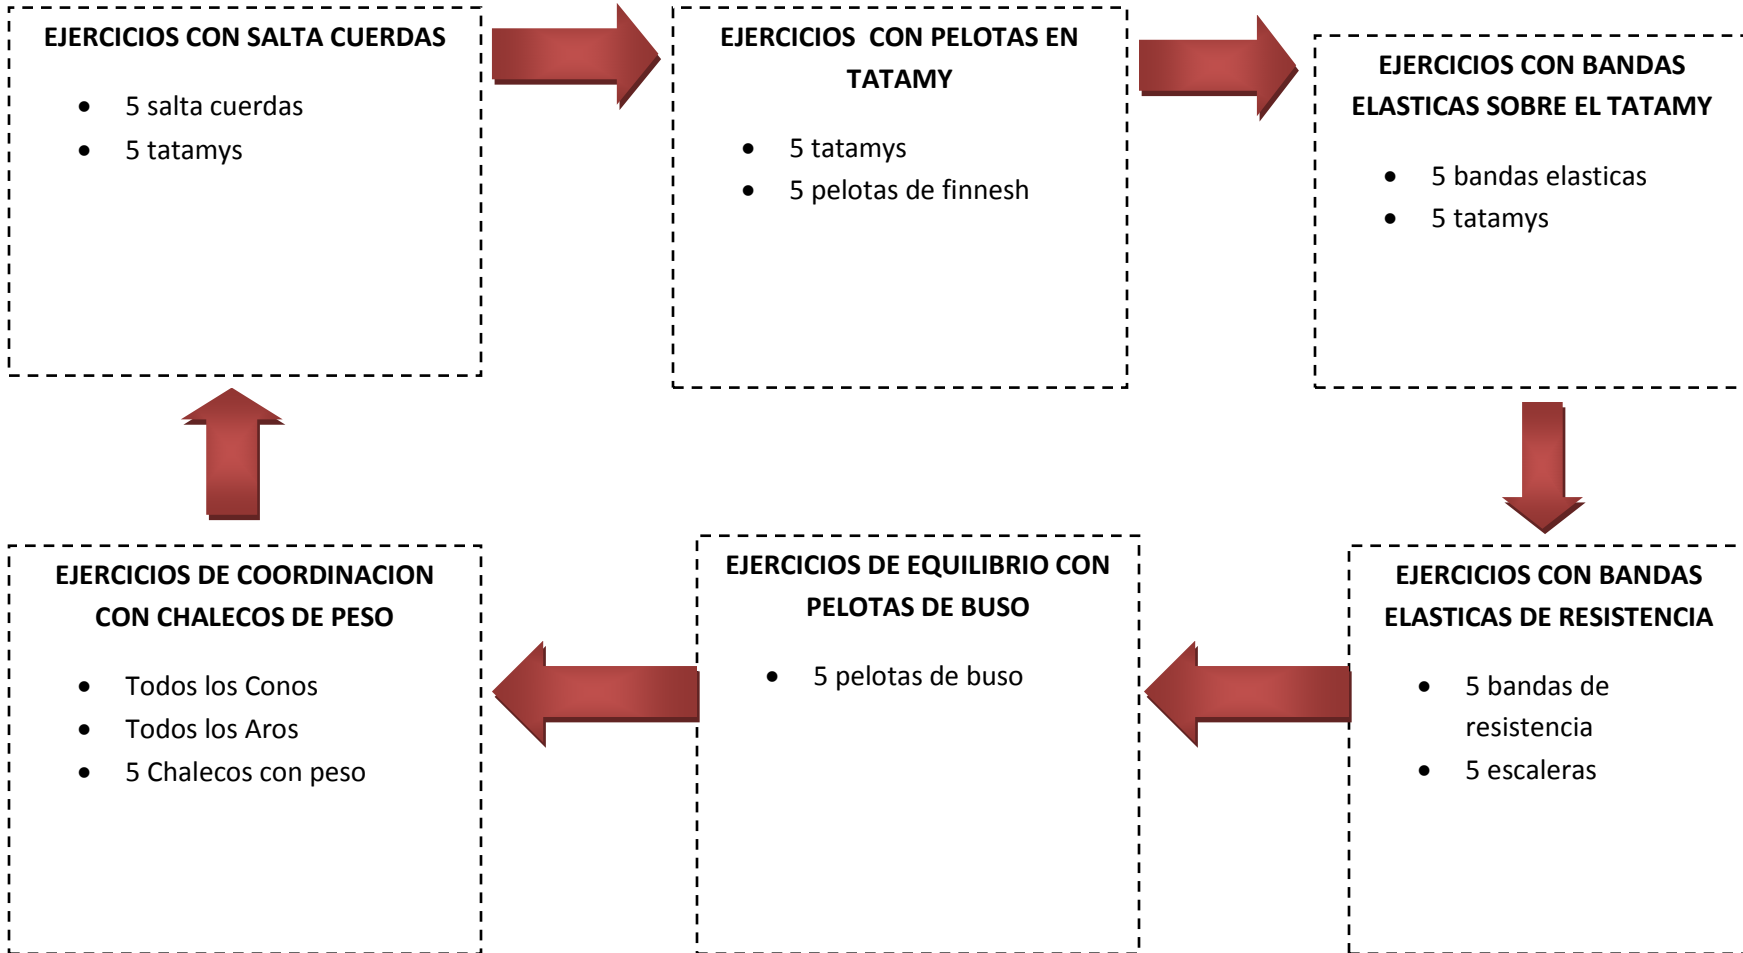 EJERCICIOS CON SALTA CUERDAS
• 5 salta cuerdas
• 5 tatamys
EJERCICIOS  CON PELOTAS EN
TATAMY
• 5 tatamys
• 5 pelotas de finnesh
EJERCICIOS CON BANDAS
ELASTICAS SOBRE EL TATAMY
• 5 bandas elasticas
• 5 tatamys
EJERCICIOS DE COORDINACION
CON CHALECOS DE PESO
• Todos los Conos
• Todos los Aros
• 5 Chalecos con peso
EJERCICIOS DE EQUILIBRIO CON
PELOTAS DE BUSO
• 5 pelotas de buso
EJERCICIOS CON BANDAS
ELASTICAS DE RESISTENCIA
• 5 bandas de
resistencia
• 5 escaleras